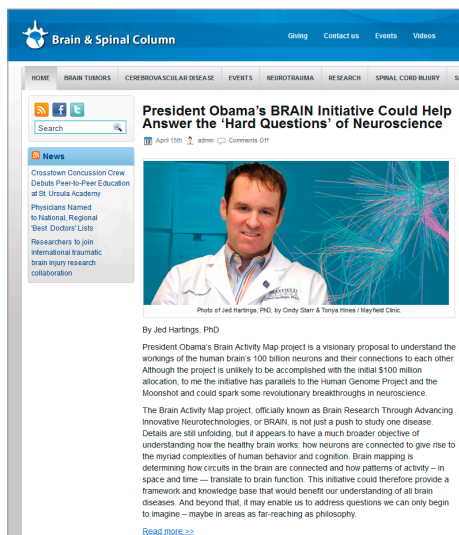 Brain & Spinal Column
Giving
Contact us
Events
Videos
HOME
BRAIN TUMORS
CEREBROVASCULAR DISEASE
EVENTS
NEUROTRAUMA
RESEARCH
SPINAL CORD INJURY
S
Search
News
Crosstown Concussion Crew
Debuts Peer-to-Peer Education
at St. Ursula Academy
Physicians Named
to National, Regional
'Best Doctors' Lists
Researchers to join
international traumatic
brain injury research
collaboration
President Obama's BRAIN Initiative Could Help
Answer the 'Hard Questions' of Neuroscience
April 15th admin Comments Off
MAYFIELD
Photo of Jed Hartings, PhD, by Cindy Starr & Tonya Hines / Mayfield Clinic.
By Jed Hartings, PhD
President Obama's Brain Activity Map project is a visionary proposal to understand the
workings of the human brain's 100 billion neurons and their connections to each other.
Although the project is unlikely to be accomplished with the initial $100 million
allocation, to me the initiative has parallels to the Human Genome Project and the
Moonshot and could spark some revolutionary breakthroughs in neuroscience.
The Brain Activity Map project, officially known as Brain Research Through Advancing
Innovative Neurotechnologies, or BRAIN, is not just a push to study one disease.
Details are still unfolding, but it appears to have a much broader objective of
understanding how the healthy brain works: how neurons are connected to give rise to
the myriad complexities of human behavior and cognition. Brain mapping is
determining how circuits in the brain are connected and how patterns of activity – in
space and time — translate to brain function. This initiative could therefore provide a
framework and knowledge base that would benefit our understanding of all brain
diseases. And beyond that, it may enable us to address questions we can only begin
to imagine – maybe in areas as far-reaching as philosophy.
Read more >>